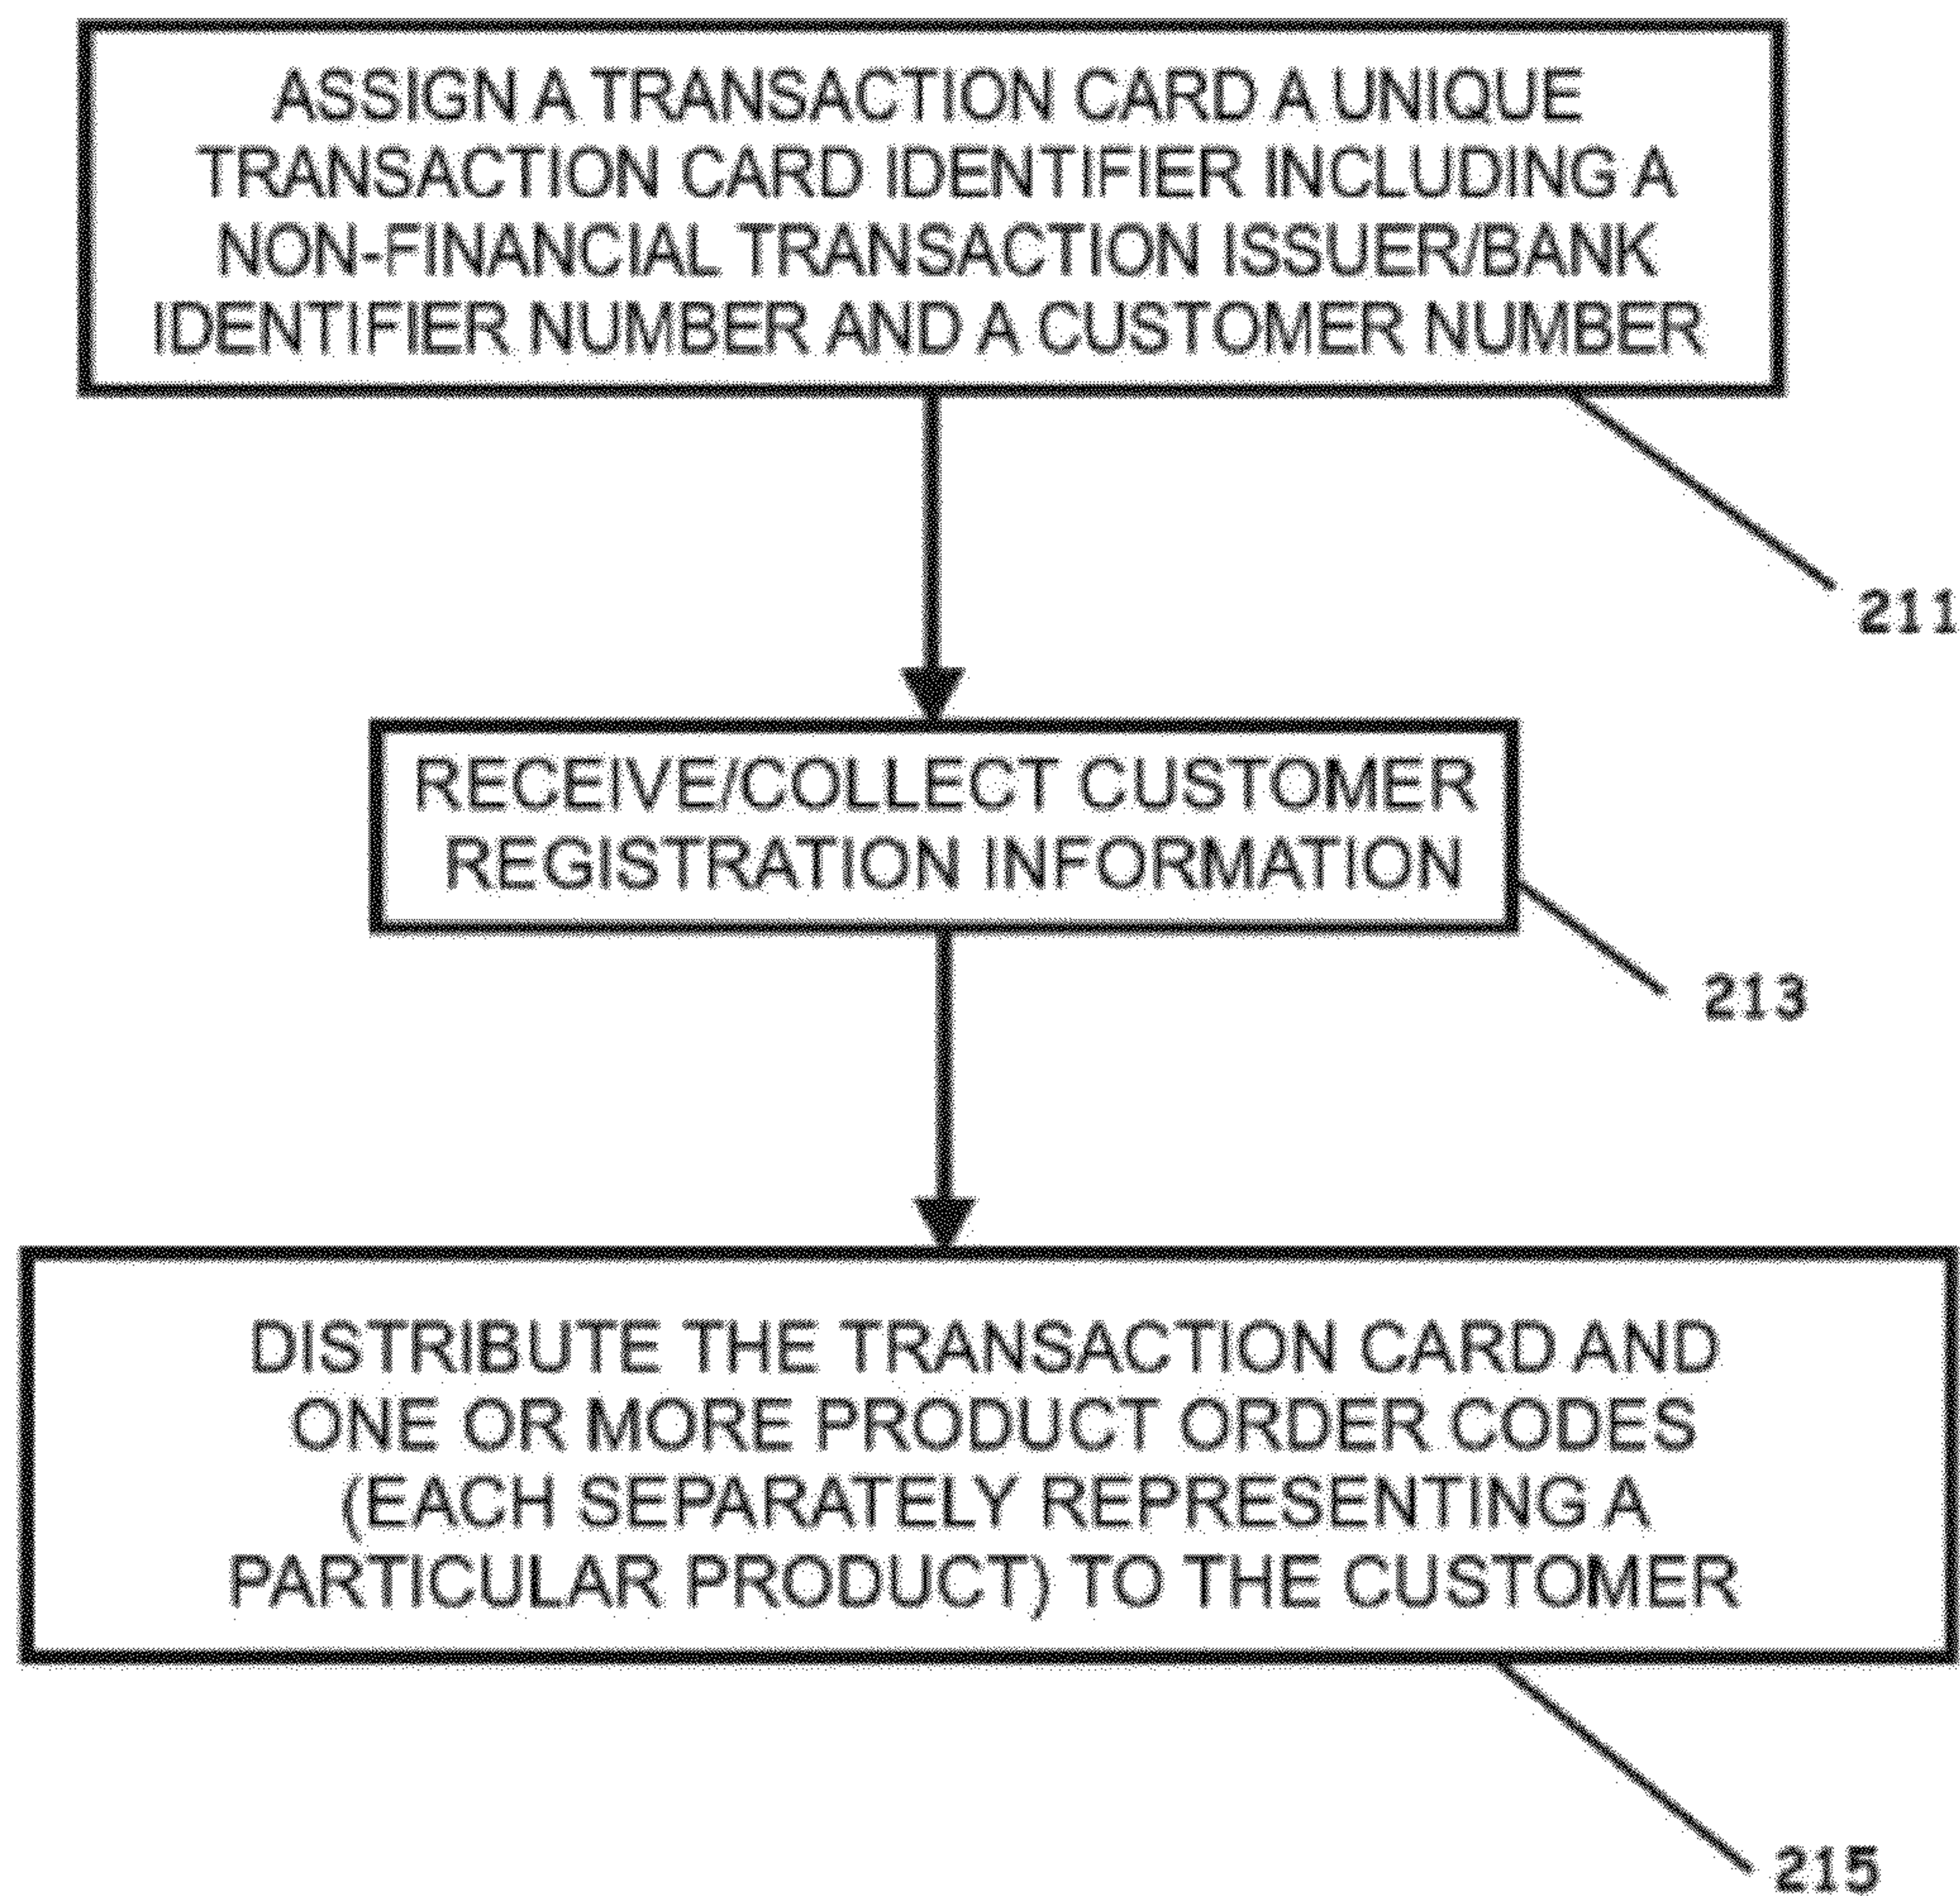 ASSIGN A TRANSACTION CARD A UNIQUE
TRANSACTION CARD IDENTIFIER INCLUDING A
NON-FINANCIAL TRANSACTION ISSUER/BANK
IDENTIFIER NUMBER AND A CUSTOMER NUMBER
211
RECEIVE/COLLECT CUSTOMER
REGISTRATION INFORMATION
213
DISTRIBUTE THE TRANSACTION CARD AND
ONE OR MORE PRODUCT ORDER CODES
(EACH SEPARATELY REPRESENTING A
PARTICULAR PRODUCT) TO THE CUSTOMER
215